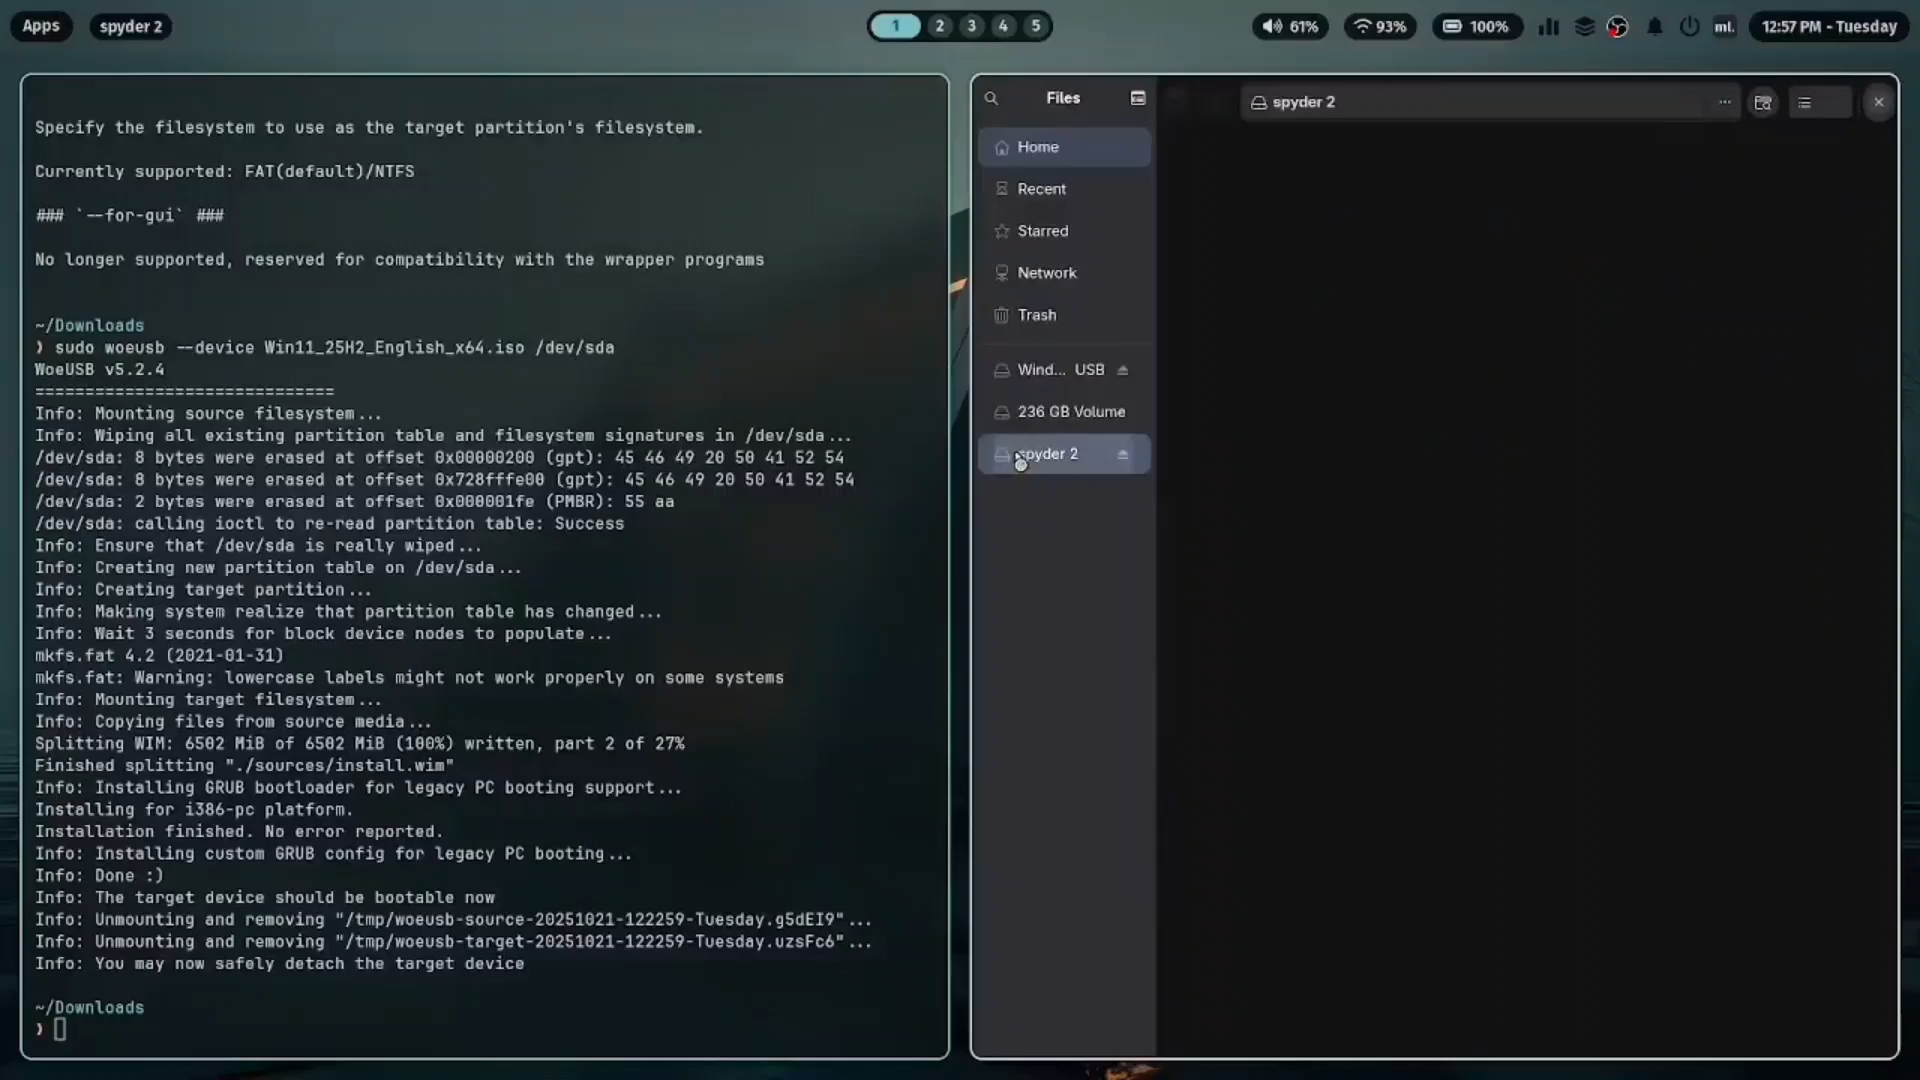 Apps
spyder 2
1 2 3 4 5
61%
93%
100%
ml.
12:57 PM - Tuesday
Specify the filesystem to use as the target partition's filesystem.
Currently supported: FAT(default)/NTFS
### `--for-gui` ###
No longer supported, reserved for compatibility with the wrapper programs
~/Downloads
❯ sudo woeusb --device Win11_25H2_English_x64.iso /dev/sda
WoeUSB v5.2.4
==============================
Info: Mounting source filesystem...
Info: Wiping all existing partition table and filesystem signatures in /dev/sda...
/dev/sda: 8 bytes were erased at offset 0x00000200 (gpt): 45 46 49 20 50 41 52 54
/dev/sda: 8 bytes were erased at offset 0x728fffe00 (gpt): 45 46 49 20 50 41 52 54
/dev/sda: 2 bytes were erased at offset 0x000001fe (PMBR): 55 aa
/dev/sda: calling ioctl to re-read partition table: Success
Info: Ensure that /dev/sda is really wiped...
Info: Creating new partition table on /dev/sda...
Info: Creating target partition...
Info: Making system realize that partition table has changed...
Info: Wait 3 seconds for block device nodes to populate...
mkfs.fat 4.2 (2021-01-31)
mkfs.fat: Warning: lowercase labels might not work properly on some systems
Info: Mounting target filesystem...
Info: Copying files from source media...
Splitting WIM: 6502 MiB of 6502 MiB (100%) written, part 2 of 27%
Finished splitting "./sources/install.wim"
Info: Installing GRUB bootloader for legacy PC booting support...
Installing for i386-pc platform.
Installation finished. No error reported.
Info: Installing custom GRUB config for legacy PC booting...
Info: Done :)
Info: The target device should be bootable now
Info: Unmounting and removing "/tmp/woeusb-source-20251021-122259-Tuesday.g5dEI9"...
Info: Unmounting and removing "/tmp/woeusb-target-20251021-122259-Tuesday.uzsFc6"...
Info: You may now safely detach the target device
~/Downloads
❯
Files
Home
Recent
Starred
Network
Trash
Wind... USB
236 GB Volume
spyder 2
spyder 2